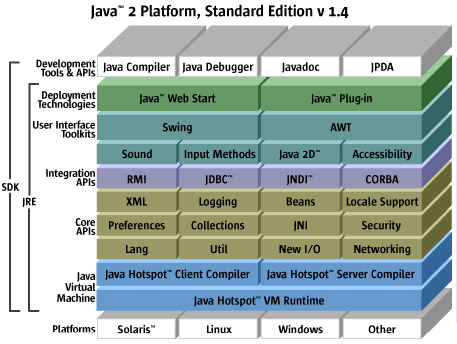 Java™ 2 Platform, Standard Edition v 1.4
Development Tools & APIs
Java Compiler Java Debugger Javadoc JPDA
Deployment Technologies
Java™ Web Start Java™ Plug-in
User Interface Toolkits
Swing AWT
Sound Input Methods Java 2D™ Accessibility
Integration APIs
RMI JDBC™ JNDI™ CORBA
XML Logging Beans Locale Support
Core APIs
Preferences Collections JNI Security
Lang Util New I/O Networking
Java Virtual Machine
Java Hotspot™ Client Compiler Java Hotspot™ Server Compiler
Java Hotspot™ VM Runtime
Platforms
Solaris™ Linux Windows Other
SDK
JRE